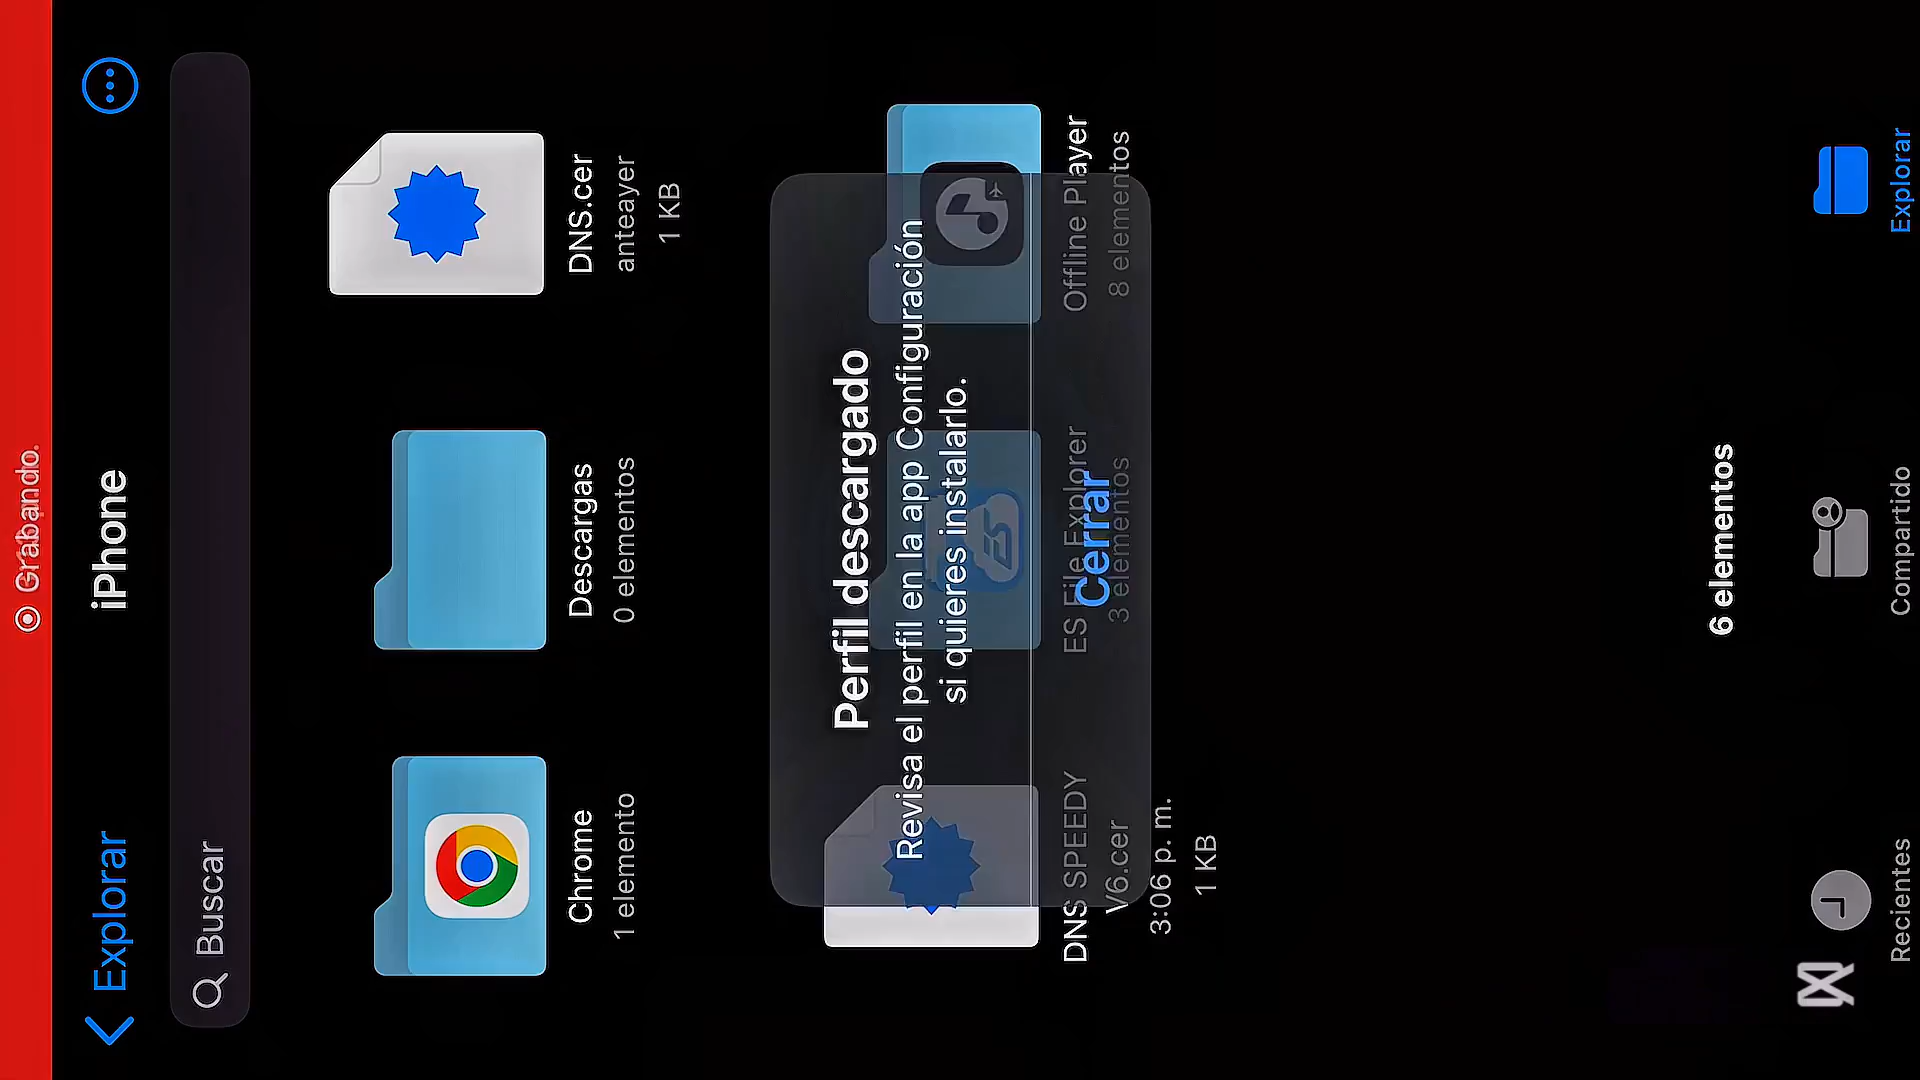 Grabando.
Explorar
iPhone
Buscar
Chrome
1 elemento
Descargas
0 elementos
DNS.cer
anteayer
1 KB
Perfil descargado
Revisa el perfil en la app Configuración
si quieres instalarlo.
Cerrar
DNS SPEEDY
V6.cer
3:06 p. m.
1 KB
ES File Explorer
3 elementos
Offline Player
8 elementos
6 elementos
Recientes
Compartido
Explorar